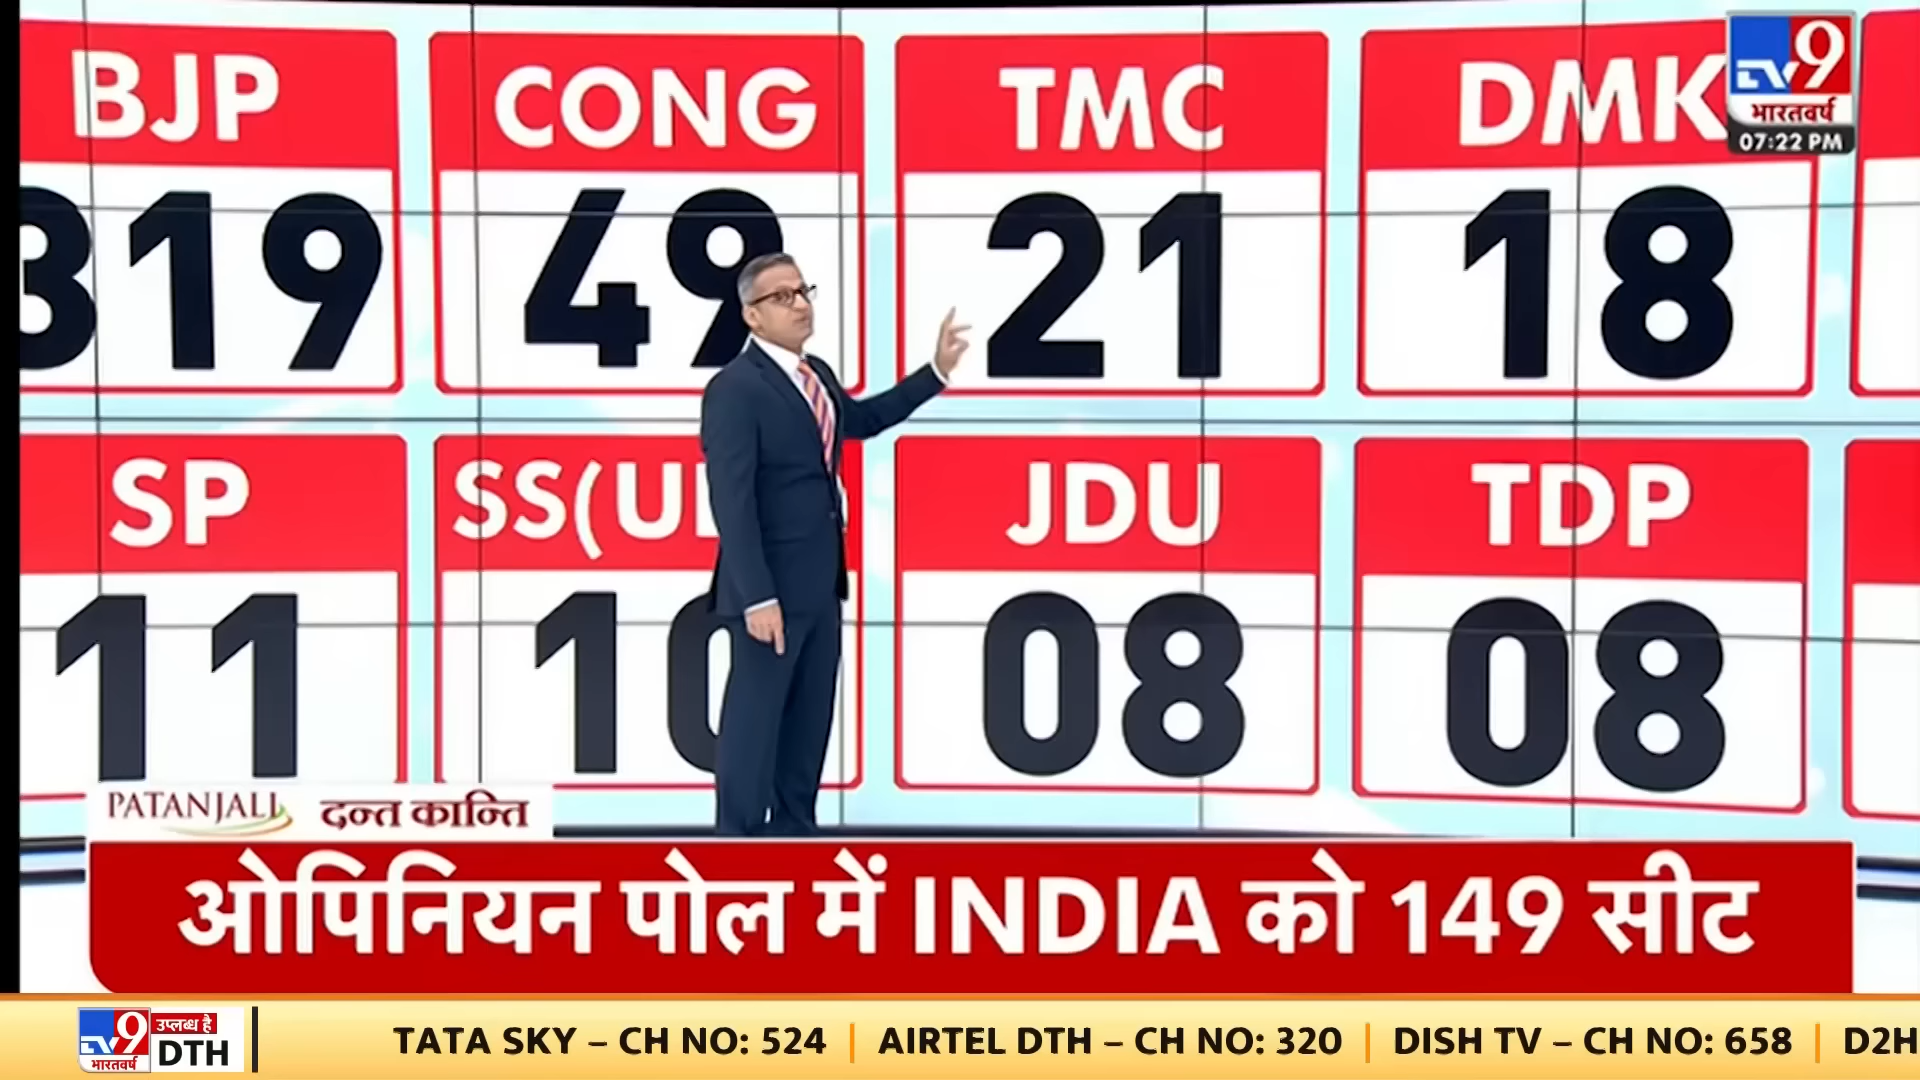 BJP
CONG
TMC
DMK
TV9
भारतवर्ष
07:22 PM
319
49
21
18
SP
SS(U
JDU
TDP
11
10
08
08
PATANJALI दन्त कान्ति
ओपिनियन पोल में INDIA को 149 सीट
TV9 भारतवर्ष उपलब्ध है DTH
TATA SKY – CH NO: 524 | AIRTEL DTH – CH NO: 320 | DISH TV – CH NO: 658 | D2H